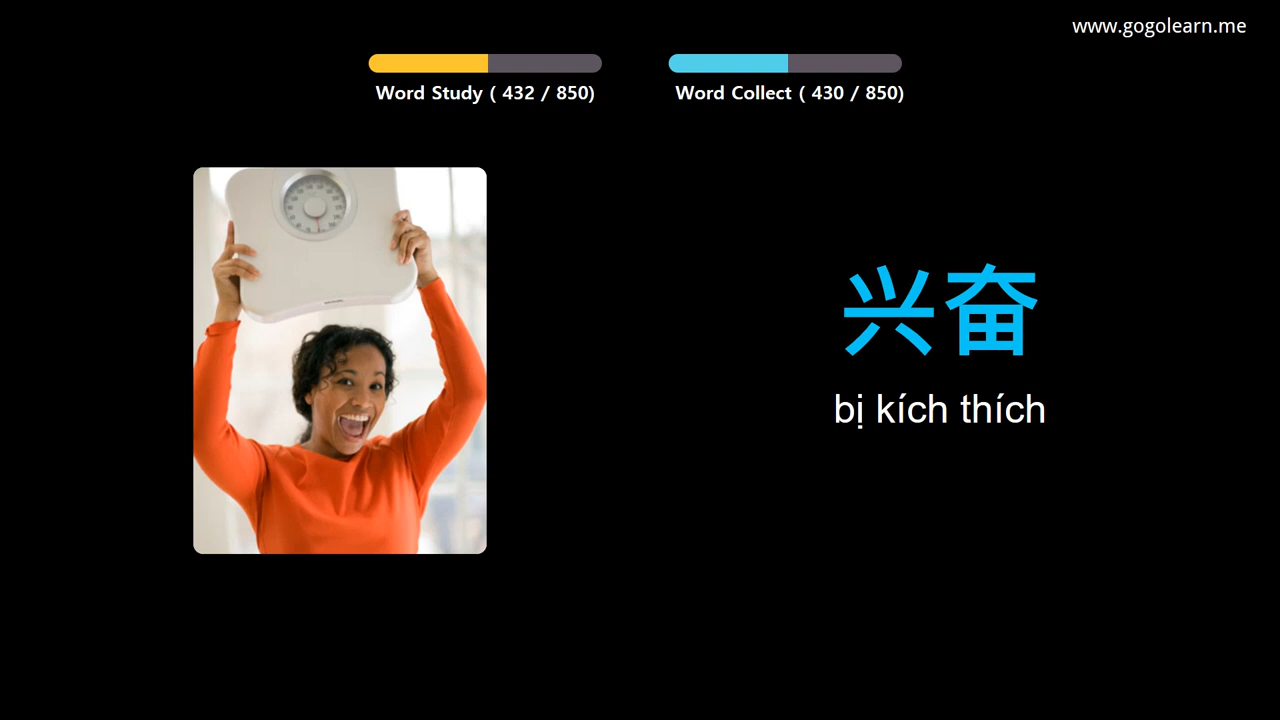 www.gogolearn.me
Word Study ( 432 / 850)
Word Collect ( 430 / 850)
兴奋
bị kích thích